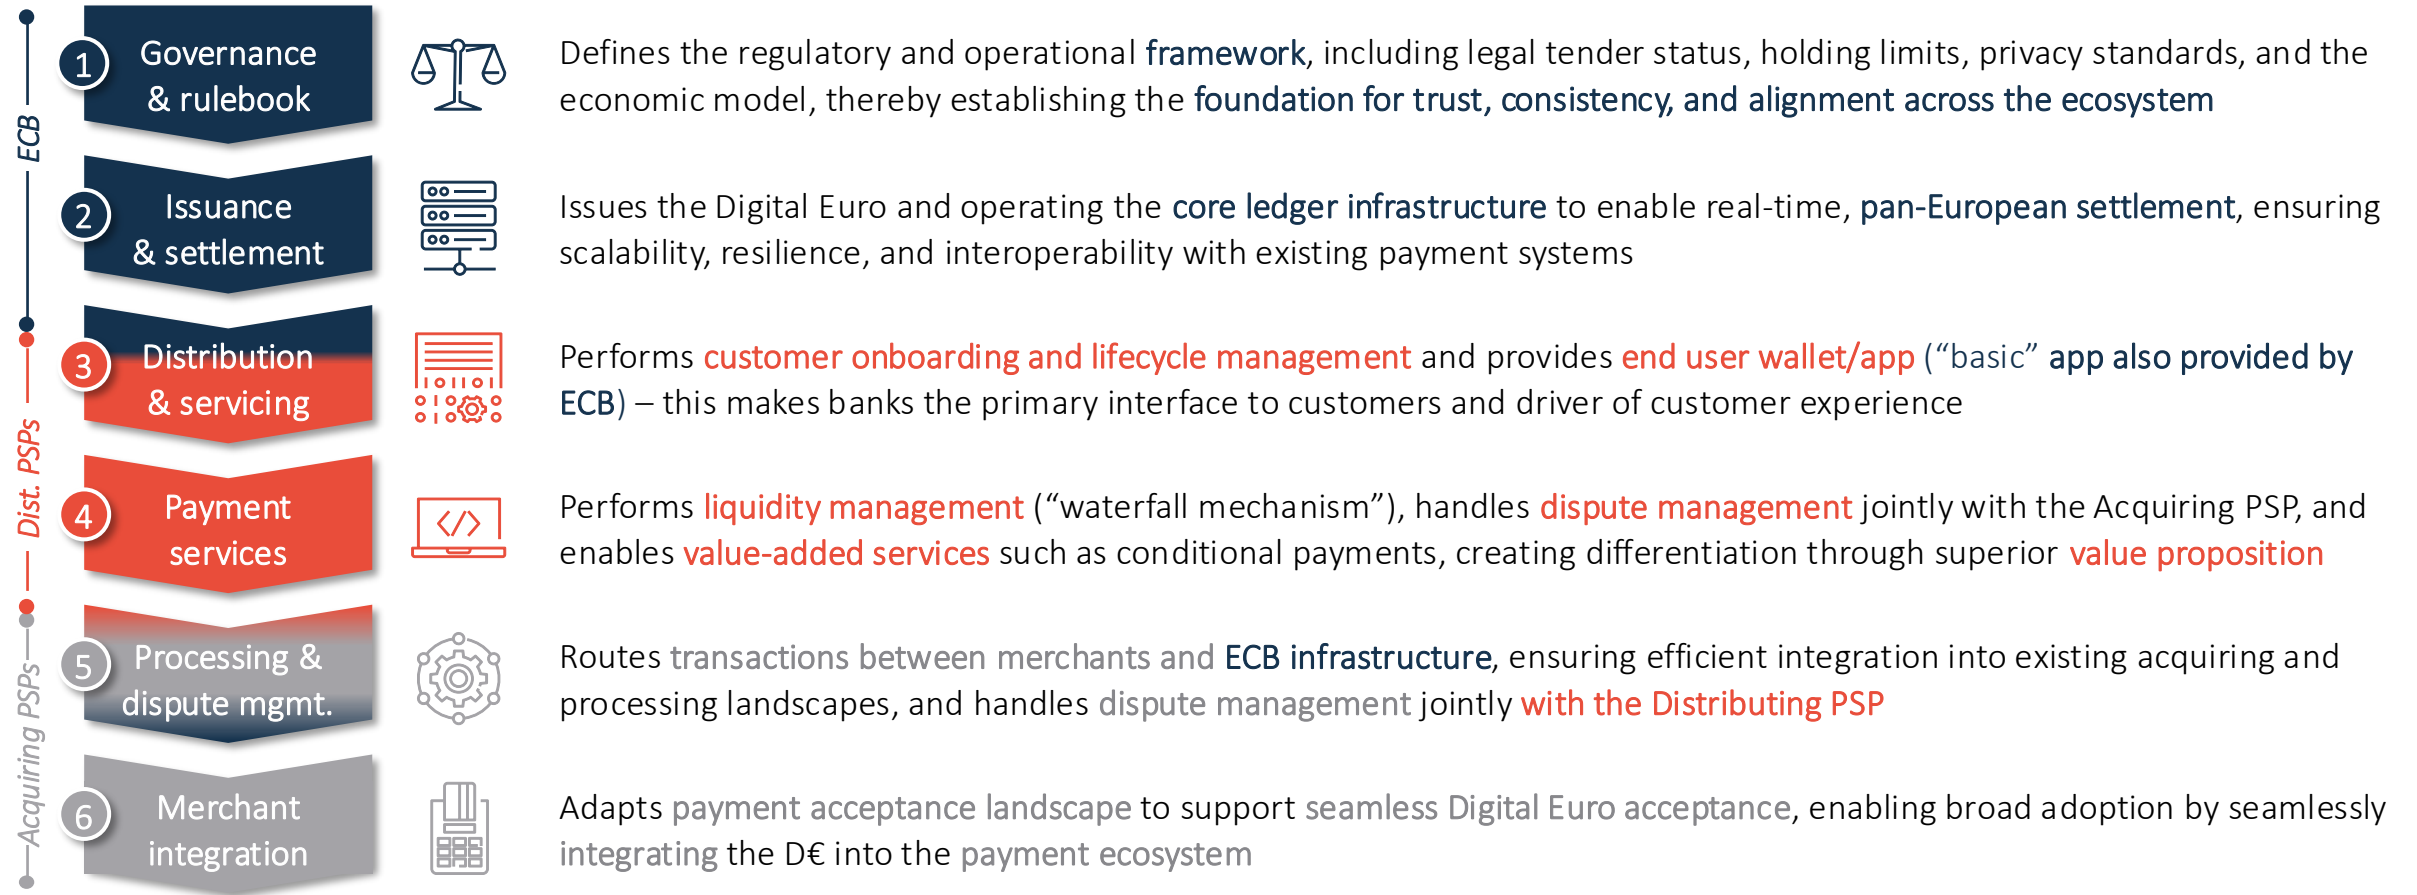 ECB
Dist. PSPs
Acquiring PSPs
1
Governance
& rulebook
Defines the regulatory and operational framework, including legal tender status, holding limits, privacy standards, and the
economic model, thereby establishing the foundation for trust, consistency, and alignment across the ecosystem
2
Issuance
& settlement
Issues the Digital Euro and operating the core ledger infrastructure to enable real-time, pan-European settlement, ensuring
scalability, resilience, and interoperability with existing payment systems
3
Distribution
& servicing
Performs customer onboarding and lifecycle management and provides end user wallet/app (“basic” app also provided by
ECB) – this makes banks the primary interface to customers and driver of customer experience
4
Payment
services
Performs liquidity management (“waterfall mechanism”), handles dispute management jointly with the Acquiring PSP, and
enables value-added services such as conditional payments, creating differentiation through superior value proposition
5
Processing &
dispute mgmt.
Routes transactions between merchants and ECB infrastructure, ensuring efficient integration into existing acquiring and
processing landscapes, and handles dispute management jointly with the Distributing PSP
6
Merchant
integration
Adapts payment acceptance landscape to support seamless Digital Euro acceptance, enabling broad adoption by seamlessly
integrating the D€ into the payment ecosystem